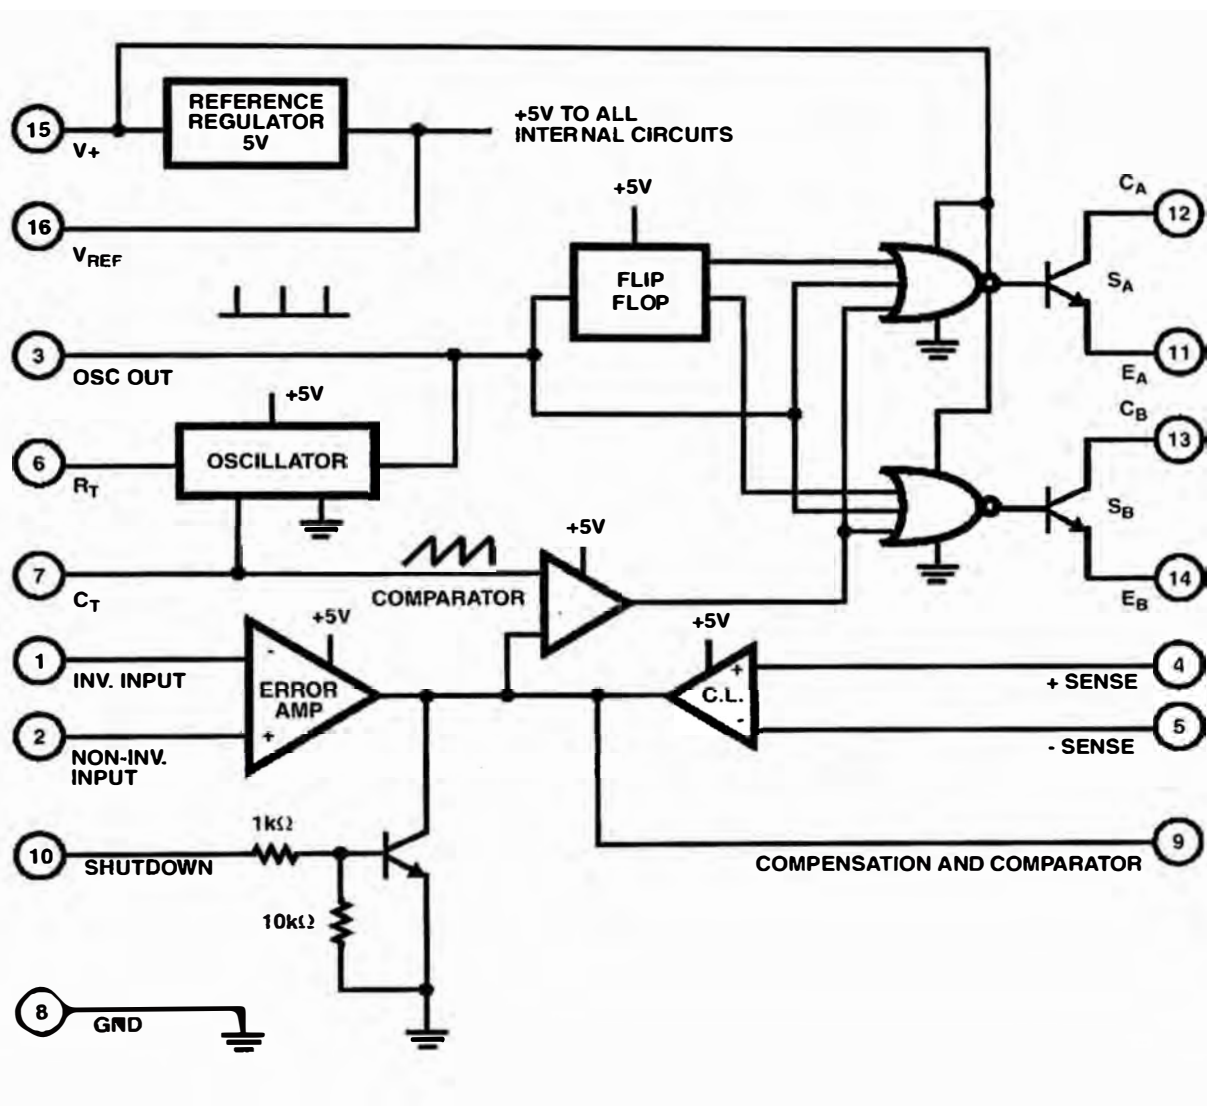 REFERENCE
REGULATOR
5V
+5V TO ALL
INTERNAL CIRCUITS
15
V+
16
VREF
+5V
FLIP
FLOP
CA
12
SA
11
EA
3
OSC OUT
+5V
OSCILLATOR
6
RT
CB
13
SB
14
EB
7
CT
COMPARATOR
+5V
+5V
1
INV. INPUT
-
ERROR
AMP
+
2
NON-INV.
INPUT
+5V
+
C.L.
-
4
+ SENSE
5
- SENSE
1kΩ
10
SHUTDOWN
10kΩ
9
COMPENSATION AND COMPARATOR
8
GND